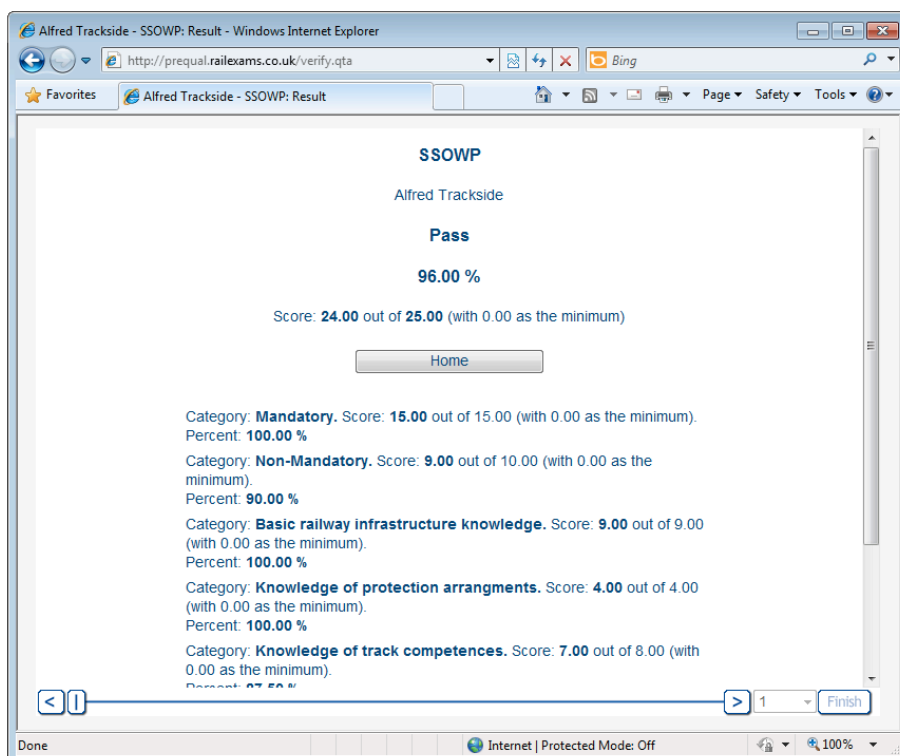 Alfred Trackside - SSOWP: Result - Windows Internet Explorer
http://prequal.railexams.co.uk/verify.qta
Bing
Favorites
Alfred Trackside - SSOWP: Result
Page
Safety
Tools
SSOWP
Alfred Trackside
Pass
96.00 %
Score: 24.00 out of 25.00 (with 0.00 as the minimum)
Home
Category: Mandatory. Score: 15.00 out of 15.00 (with 0.00 as the minimum).
Percent: 100.00 %
Category: Non-Mandatory. Score: 9.00 out of 10.00 (with 0.00 as the
minimum).
Percent: 90.00 %
Category: Basic railway infrastructure knowledge. Score: 9.00 out of 9.00
(with 0.00 as the minimum).
Percent: 100.00 %
Category: Knowledge of protection arrangments. Score: 4.00 out of 4.00
(with 0.00 as the minimum).
Percent: 100.00 %
Category: Knowledge of track competences. Score: 7.00 out of 8.00 (with
0.00 as the minimum).
Percent: 87.50 %
< > 1 Finish
Done
Internet | Protected Mode: Off
100%